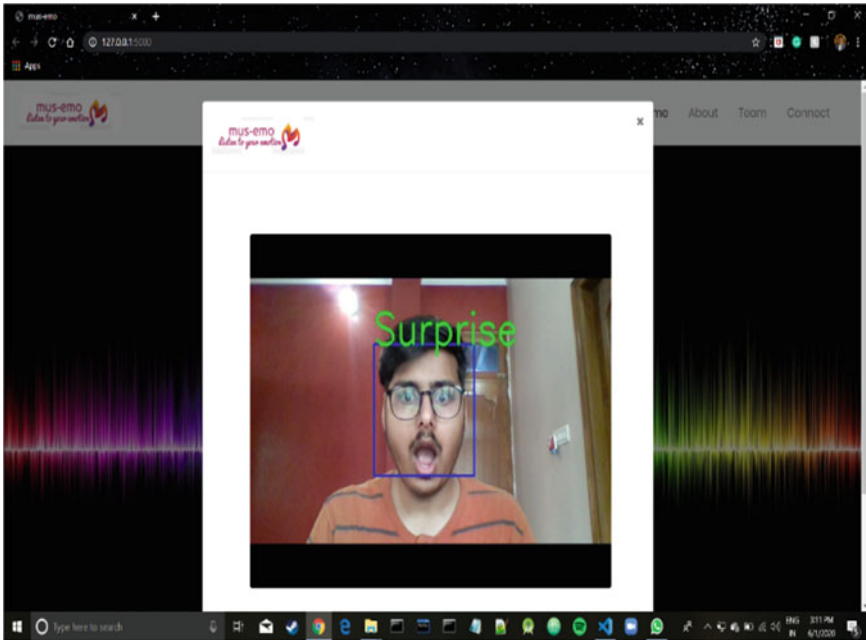 mus-emo
127.0.0.1:5000
Apps
mus-emo
listen to your emotion
mus-emo
listen to your emotion
x
me
About
Team
Connect
Surprise
Type here to search
ENG
IN
3:11 PM
6/1/2020